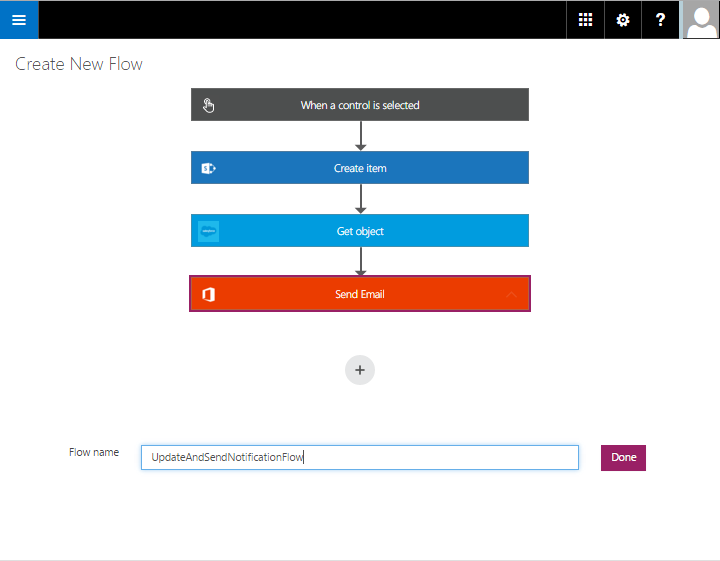 ?
Create New Flow
When a control is selected
Create item
Get object
Send Email
+
Flow name
UpdateAndSendNotificationFlow
Done